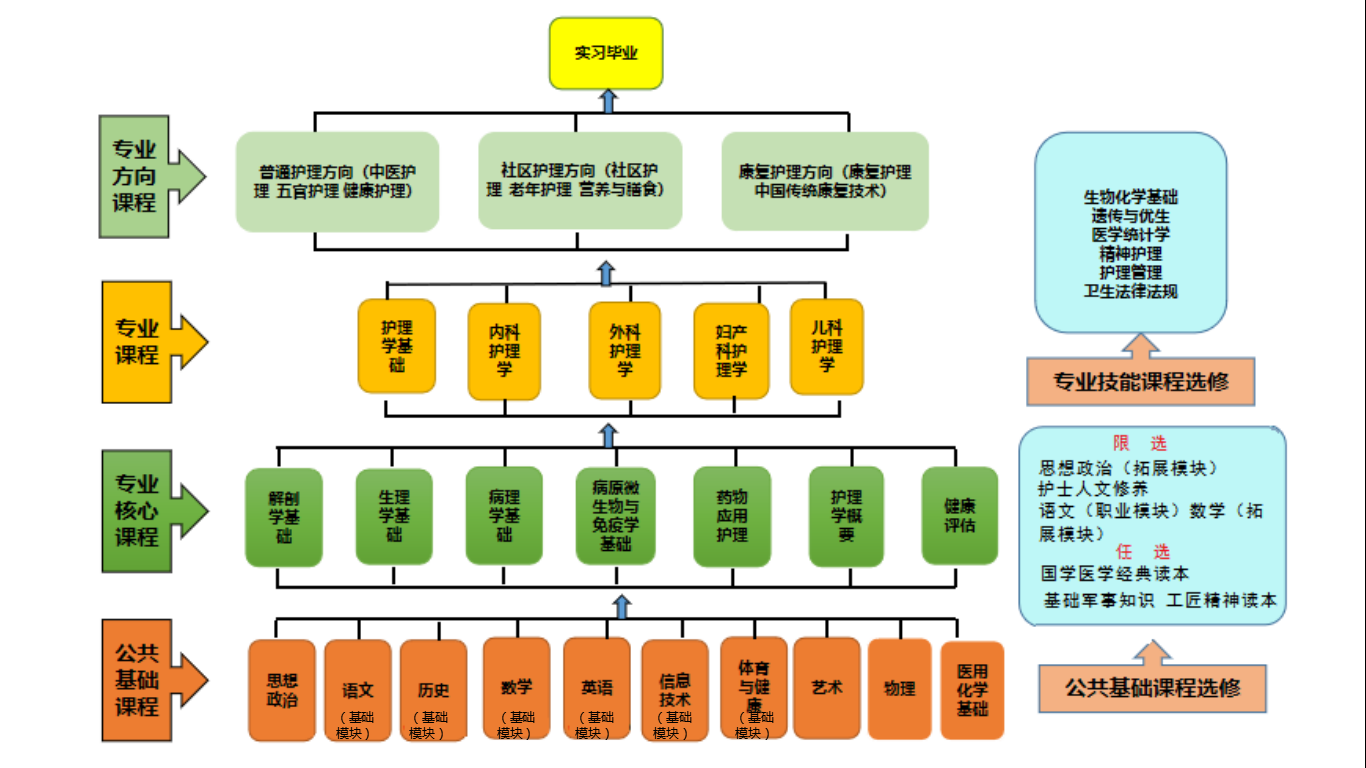 实习毕业
专业
方向
课程
普通护理方向（中医护
理 五官护理 健康护理）
社区护理方向（社区护
理 老年护理 营养与膳食）
康复护理方向（康复护理
中国传统康复技术）
专业
课程
护理
学基
础
内科
护理
学
外科
护理
学
妇产
科护
理学
儿科
护理
学
专业
核心
课程
解剖
学基
础
生理
学基
础
病理
学基
础
病原微
生物与
免疫学
基础
药物
应用
护理
护理
学概
要
健康
评估
公共
基础
课程
思想
政治
语文
（基础
模块）
历史
（基础
模块）
数学
（基础
模块）
英语
（基础
模块）
信息
技术
（基础
模块）
体育
与健
康
（基础
模块）
艺术
物理
医用
化学
基础
生物化学基础
遗传与优生
医学统计学
精神护理
护理管理
卫生法律法规
专业技能课程选修
限 选
思想政治（拓展模块）
护士人文修养
语文（职业模块）数学（拓
展模块）
任 选
国学医学经典读本
基础军事知识 工匠精神读本
公共基础课程选修